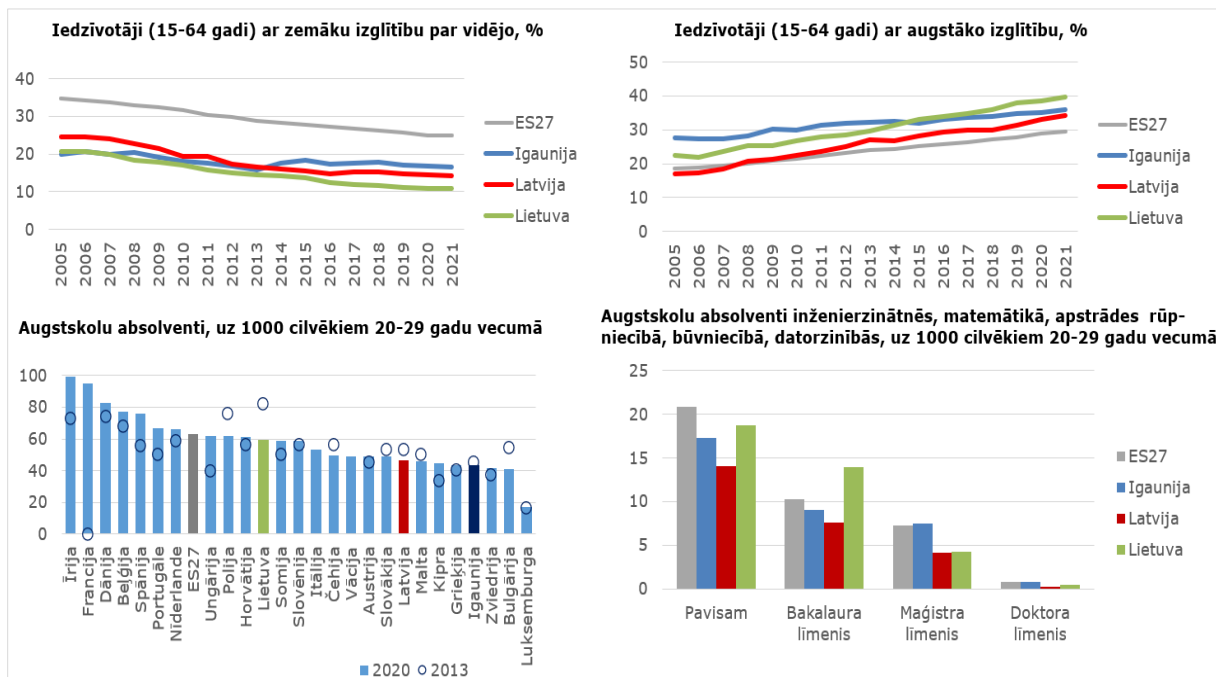 Iedzīvotāji (15-64 gadi) ar zemāku izglītību par vidējo, %
40
30
20
10
0
2005 2006 2007 2008 2009 2010 2011 2012 2013 2014 2015 2016 2017 2018 2019 2020 2021
ES27
Igaunija
Latvija
Lietuva
Iedzīvotāji (15-64 gadi) ar augstāko izglītību, %
50
40
30
20
10
0
2005 2006 2007 2008 2009 2010 2011 2012 2013 2014 2015 2016 2017 2018 2019 2020 2021
ES27
Igaunija
Latvija
Lietuva
Augstskolu absolventi, uz 1000 cilvēkiem 20-29 gadu vecumā
100
80
60
40
20
0
Īrija Francija Dānija Beļģija Spānija Portugāle Nīderlande ES27 Ungārija Polija Horvātija Lietuva Somija Slovēnija Itālija Čehija Vācija Austrija Slovākija Latvija Malta Kipra Grieķija Igaunija Zviedrija Bulgārija Luksemburga
2020 2013
Augstskolu absolventi inženierzinātnēs, matemātikā, apstrādes rūp-
niecībā, būvniecībā, datorzinībās, uz 1000 cilvēkiem 20-29 gadu vecumā
25
20
15
10
5
0
Pavisam Bakalaura Maģistra Doktora
līmenis līmenis līmenis
ES27
Igaunija
Latvija
Lietuva